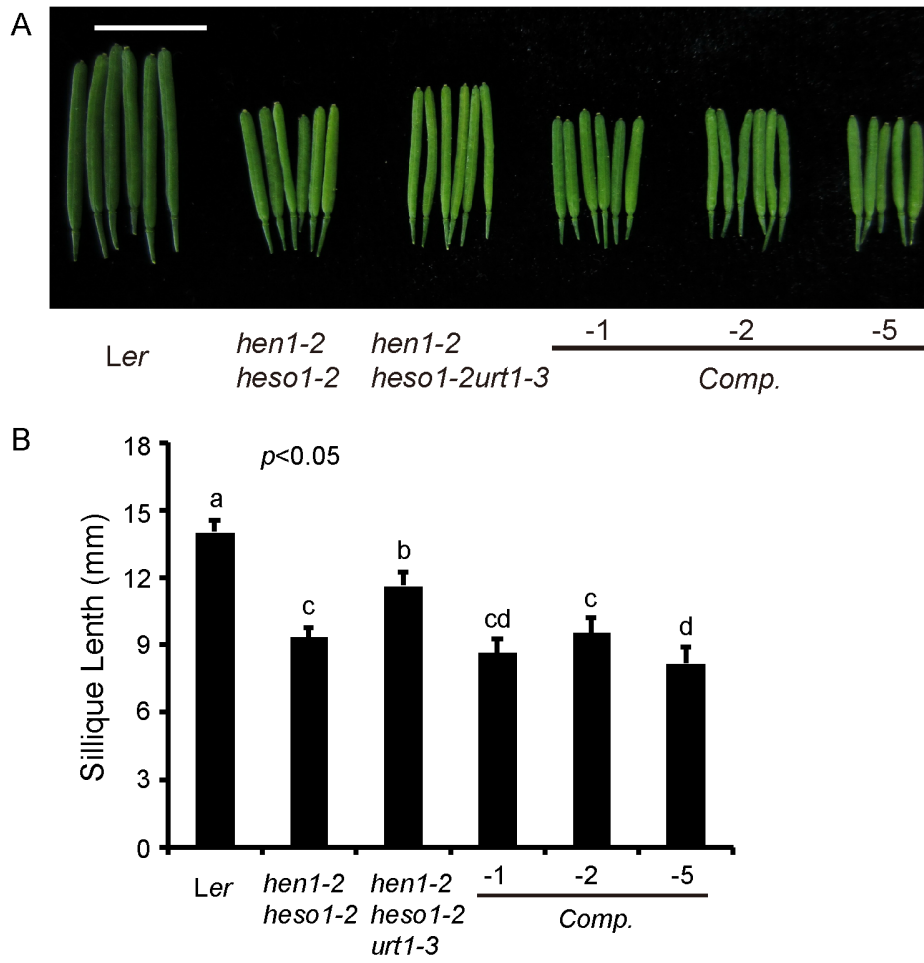 A
Ler
hen1-2
heso1-2
hen1-2
heso1-2urt1-3
-1 -2 -5
Comp.
B
p<0.05
Sillique Lenth (mm)
18
15
12
9
6
3
0
a
c
b
cd
c
d
Ler
hen1-2
heso1-2
hen1-2
heso1-2
urt1-3
-1 -2 -5
Comp.